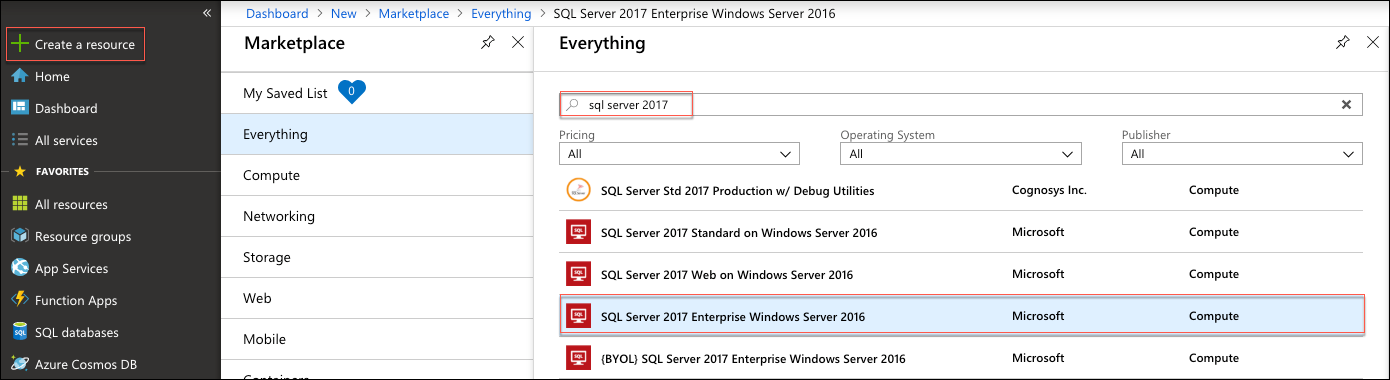 «
Create a resource
Home
Dashboard
All services
FAVORITES
All resources
Resource groups
App Services
Function Apps
SQL databases
Azure Cosmos DB
Dashboard > New > Marketplace > Everything > SQL Server 2017 Enterprise Windows Server 2016
Marketplace
My Saved List 0
Everything
Compute
Networking
Storage
Web
Mobile
Containers
Everything
sql server 2017
Pricing Operating System Publisher
All All All
SQL Server Std 2017 Production w/ Debug Utilities Cognosys Inc. Compute
SQL SQL Server 2017 Standard on Windows Server 2016 Microsoft Compute
SQL SQL Server 2017 Web on Windows Server 2016 Microsoft Compute
SQL SQL Server 2017 Enterprise Windows Server 2016 Microsoft Compute
SQL {BYOL} SQL Server 2017 Enterprise Windows Server 2016 Microsoft Compute